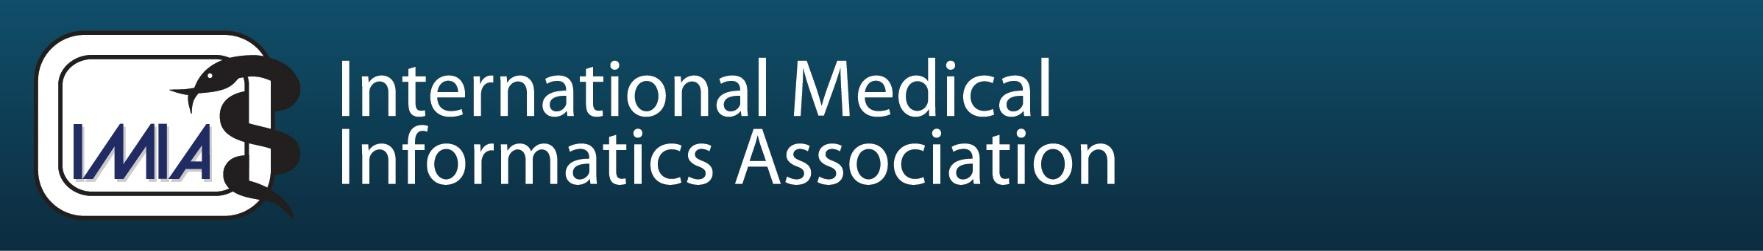 IMIA
International Medical
Informatics Association